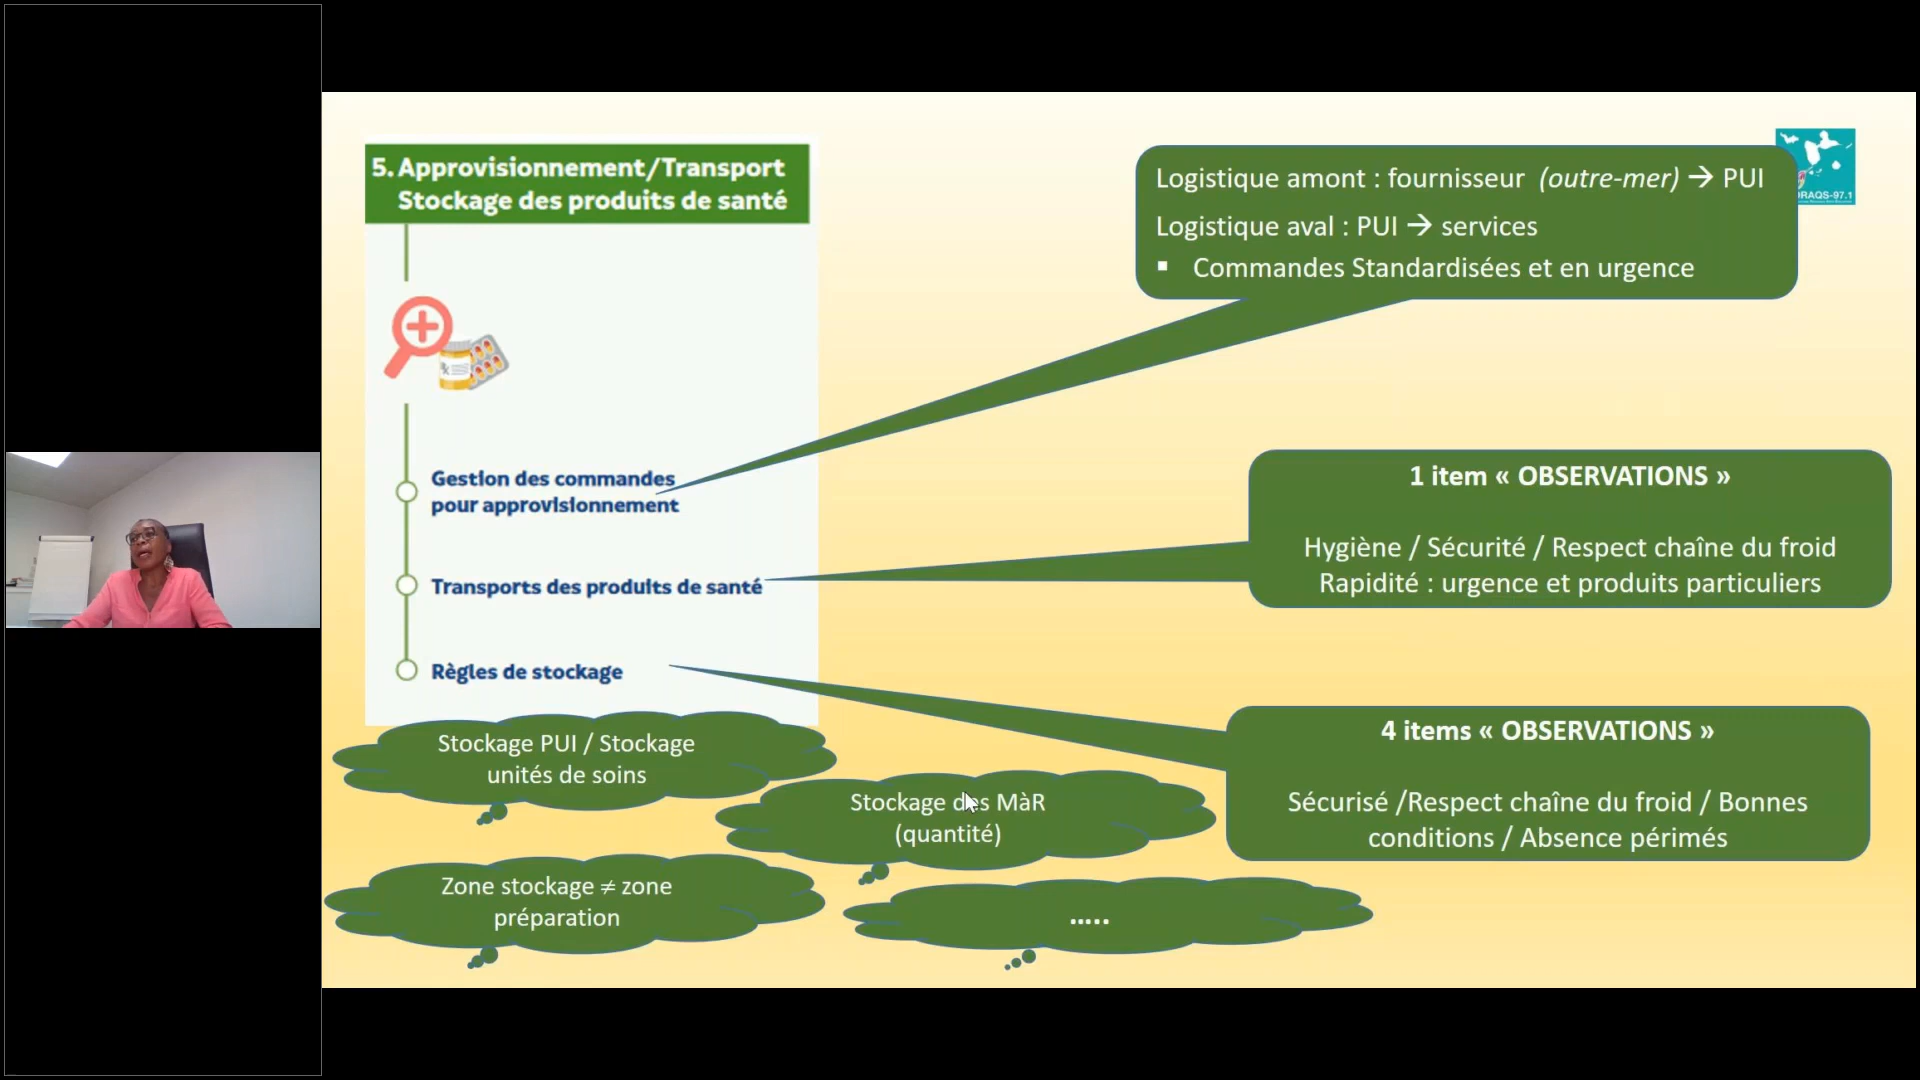 5. Approvisionnement/Transport
Stockage des produits de santé
Gestion des commandes
pour approvisionnement
Transports des produits de santé
Règles de stockage
Logistique amont : fournisseur (outre-mer) → PUI
Logistique aval : PUI → services
▪ Commandes Standardisées et en urgence
ORAQS-97.1
1 item « OBSERVATIONS »
Hygiène / Sécurité / Respect chaîne du froid
Rapidité : urgence et produits particuliers
4 items « OBSERVATIONS »
Sécurisé /Respect chaîne du froid / Bonnes
conditions / Absence périmés
Stockage PUI / Stockage
unités de soins
Stockage des MàR
(quantité)
Zone stockage ≠ zone
préparation
.....